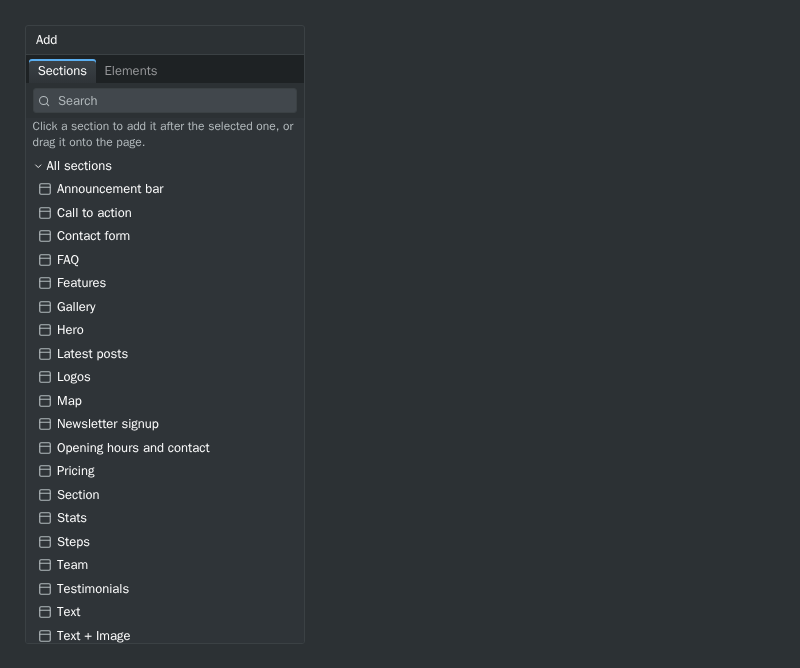 Add
Sections
Elements
Search
Click a section to add it after the selected one, or
drag it onto the page.
All sections
Announcement bar
Call to action
Contact form
FAQ
Features
Gallery
Hero
Latest posts
Logos
Map
Newsletter signup
Opening hours and contact
Pricing
Section
Stats
Steps
Team
Testimonials
Text
Text + Image